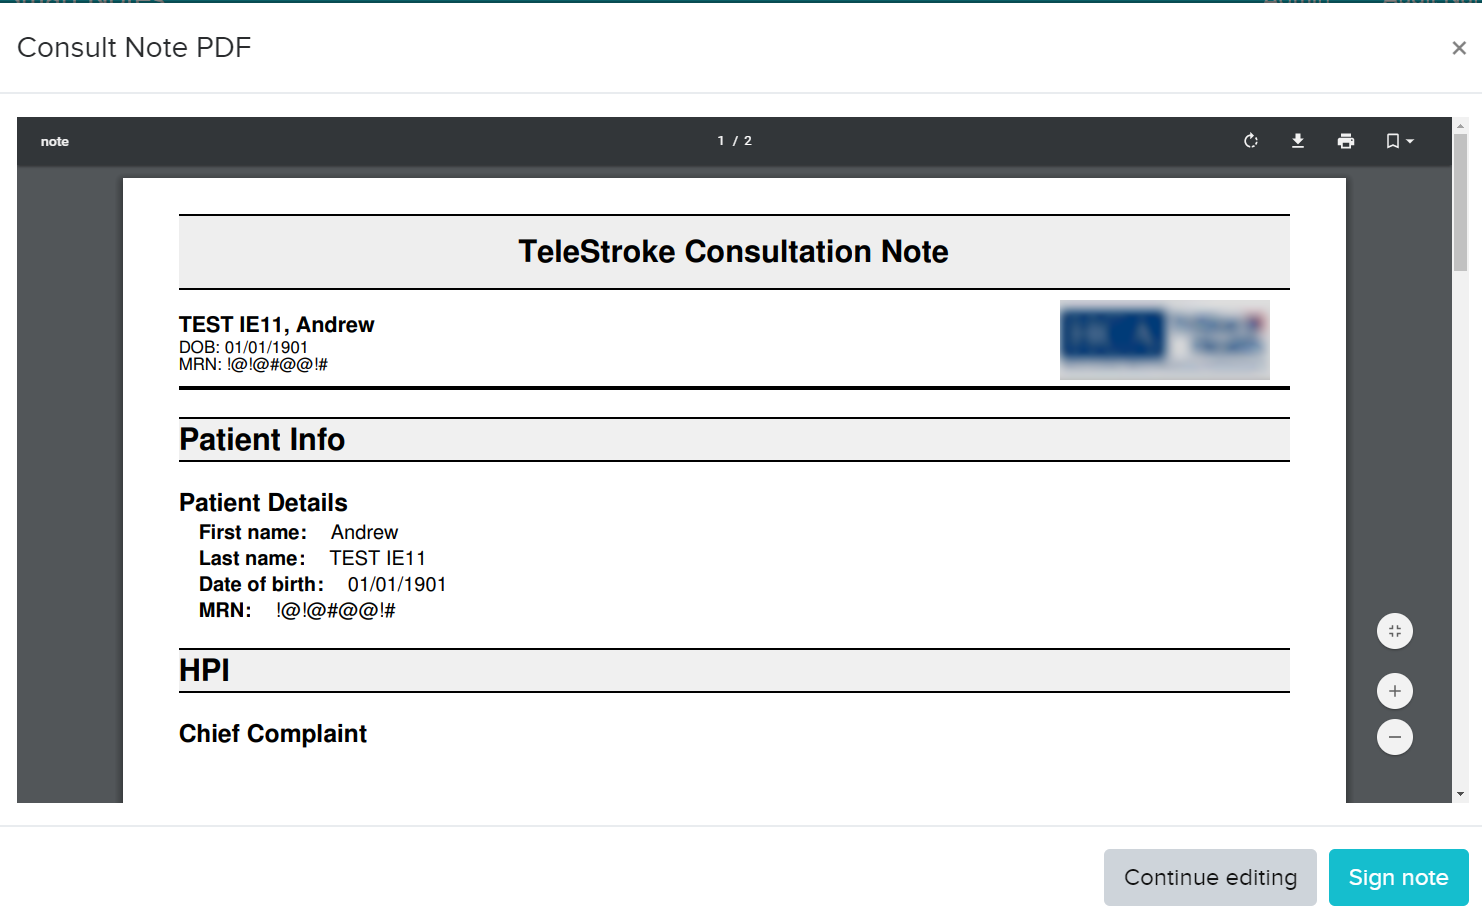 Consult Note PDF
×
note
1 / 2
TeleStroke Consultation Note
TEST IE11, Andrew
DOB: 01/01/1901
MRN: !@!@#@@!#
HCA
Patient Info
Patient Details
First name: Andrew
Last name: TEST IE11
Date of birth: 01/01/1901
MRN: !@!@#@@!#
HPI
Chief Complaint
Continue editing
Sign note